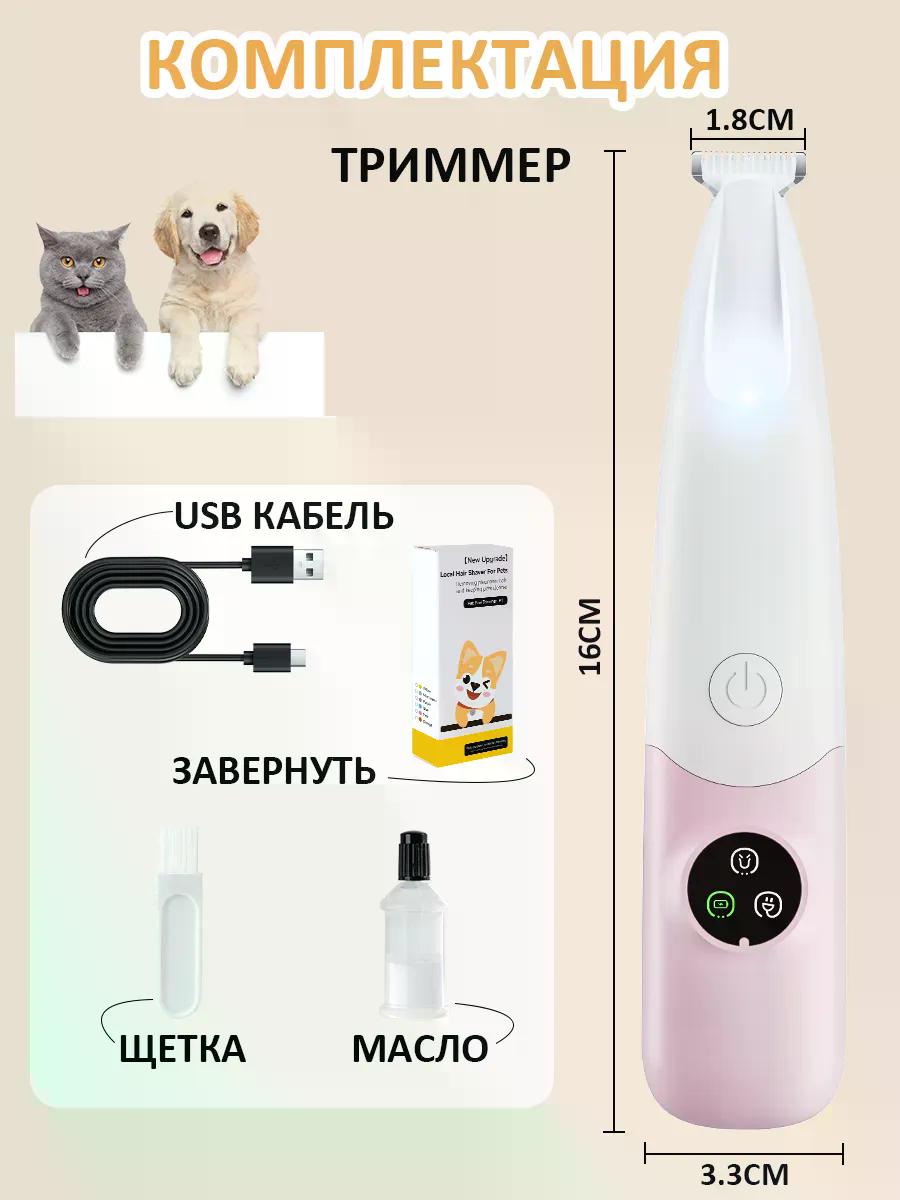 КОМПЛЕКТАЦИЯ
1.8CM
ТРИММЕР
USB КАБЕЛЬ
【New Upgrade】
Local Hair Shaver For Pets
16CM
ЗАВЕРНУТЬ
ЩЕТКА
МАСЛО
3.3CM